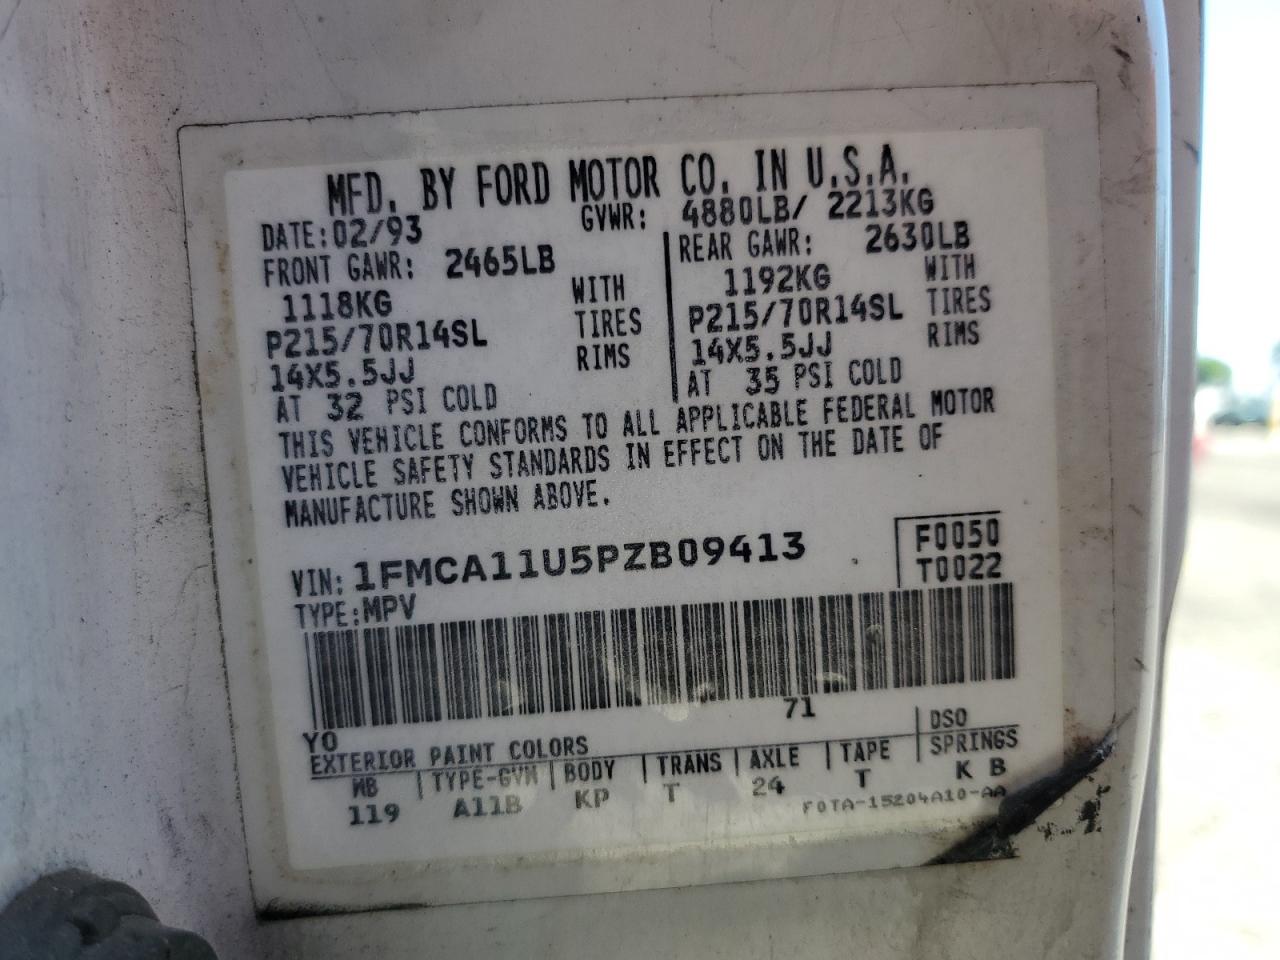 MFD. BY FORD MOTOR CO. IN U.S.A.
DATE: 02/93 GVWR: 4880LB/ 2213KG
FRONT GAWR: 2465LB REAR GAWR: 2630LB
1118KG WITH 1192KG WITH
P215/70R14SL TIRES P215/70R14SL TIRES
14X5.5JJ RIMS 14X5.5JJ RIMS
AT 32 PSI COLD AT 35 PSI COLD
THIS VEHICLE CONFORMS TO ALL APPLICABLE FEDERAL MOTOR
VEHICLE SAFETY STANDARDS IN EFFECT ON THE DATE OF
MANUFACTURE SHOWN ABOVE.
VIN: 1FMCA11U5PZB09413 F0050
TYPE: MPV T0022
YO 71
EXTERIOR PAINT COLORS DSO
WB TYPE-GVW BODY TRANS AXLE TAPE SPRINGS
119 A11B KP T 24 T K B
F0TA-15204A10-AA